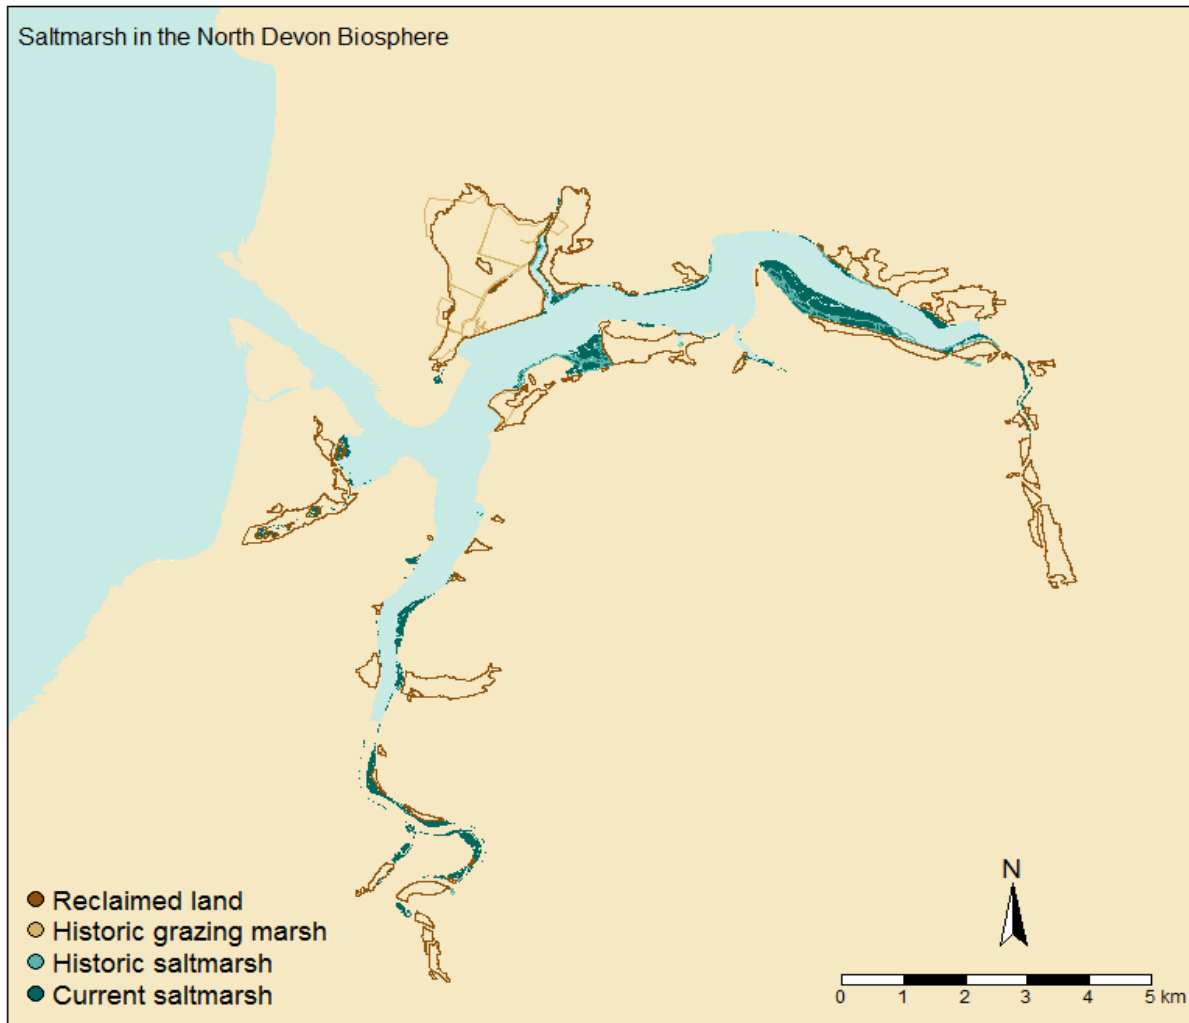 Saltmarsh in the North Devon Biosphere
Reclaimed land
Historic grazing marsh
Historic saltmarsh
Current saltmarsh
N
0 1 2 3 4 5 km